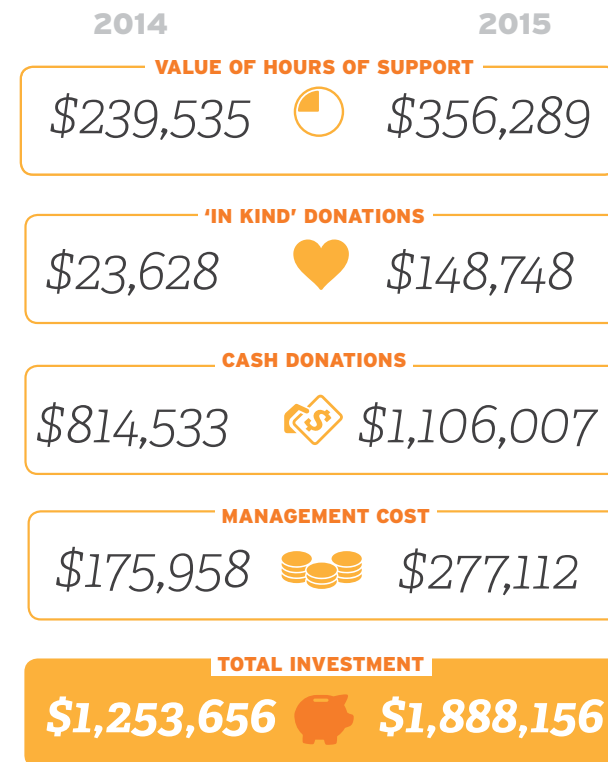 2014 2015
VALUE OF HOURS OF SUPPORT
$239,535 $356,289
‘IN KIND’ DONATIONS
$23,628 $148,748
CASH DONATIONS
$814,533 $1,106,007
MANAGEMENT COST
$175,958 $277,112
TOTAL INVESTMENT
$1,253,656 $1,888,156